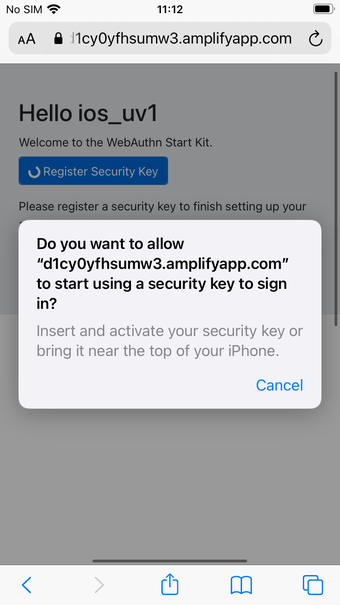 No SIM 11:12
AA d1cy0yfhsumw3.amplifyapp.com
Hello ios_uv1
Welcome to the WebAuthn Start Kit.
Register Security Key
Please register a security key to finish setting up your
Do you want to allow
“d1cy0yfhsumw3.amplifyapp.com”
to start using a security key to sign
in?
Insert and activate your security key or
bring it near the top of your iPhone.
Cancel